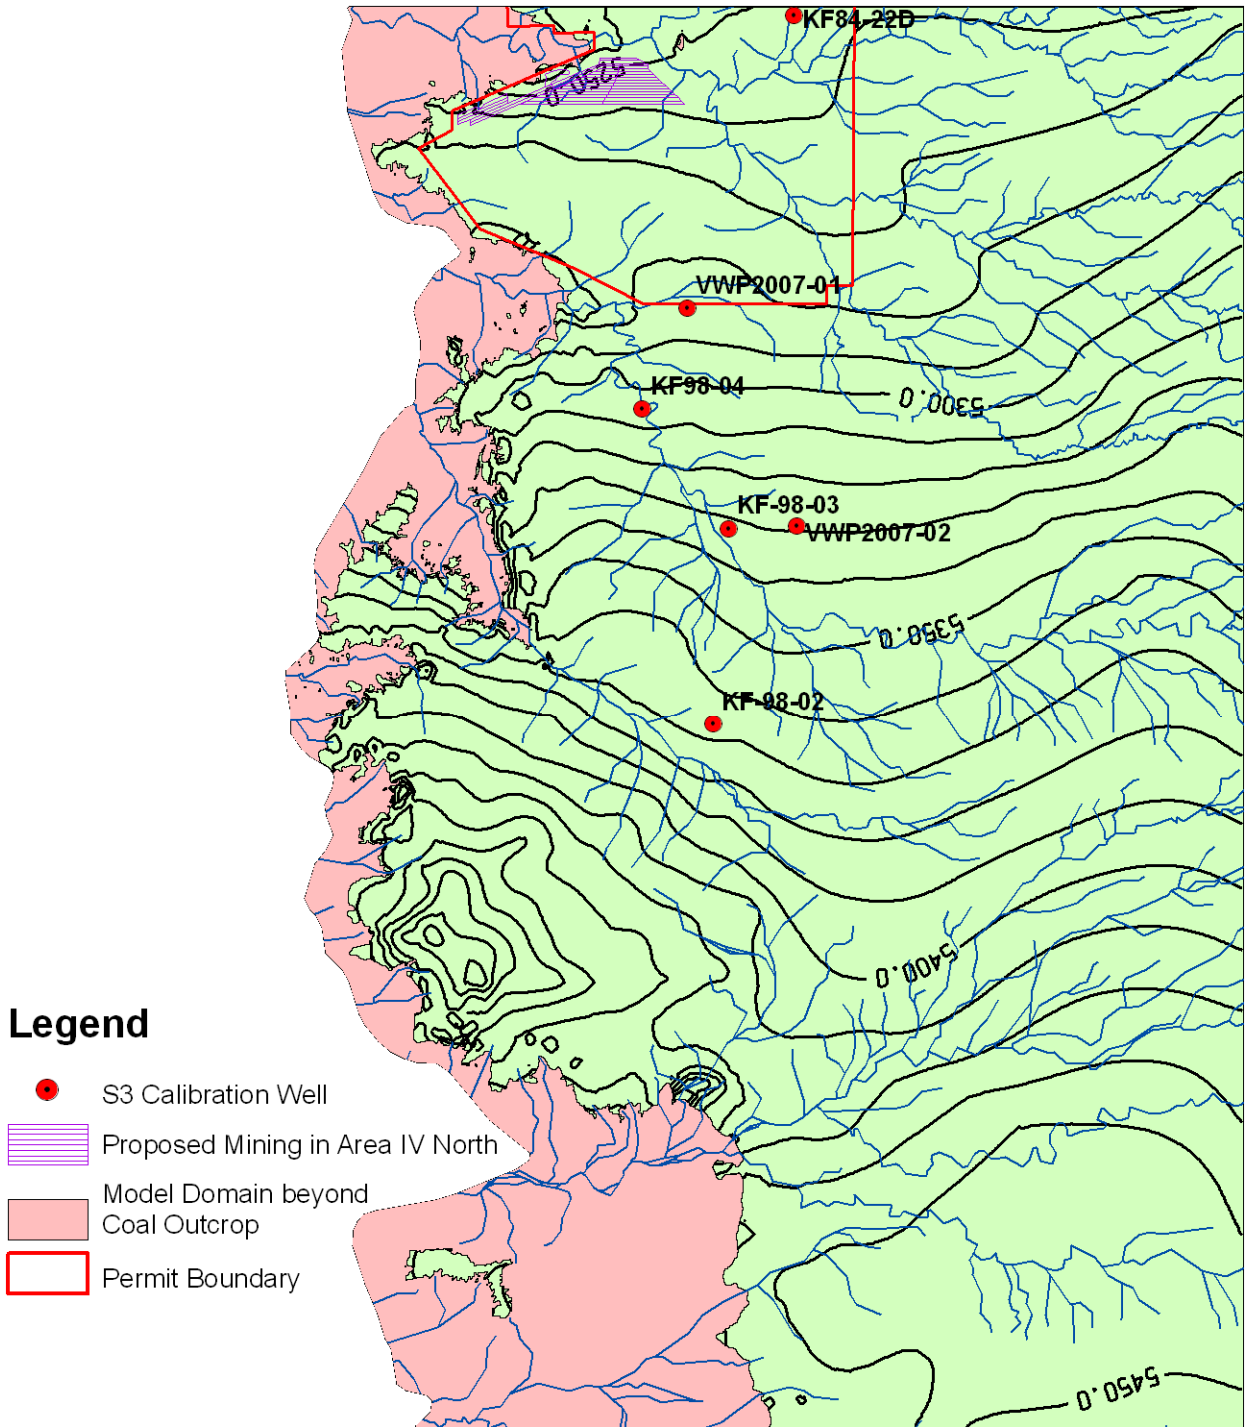 KF84-22D
5250.0
VWP2007-01
KF98-04
5300.0
KF-98-03
VWP2007-02
5350.0
KF-98-02
5400.0
Legend
S3 Calibration Well
Proposed Mining in Area IV North
Model Domain beyond
Coal Outcrop
Permit Boundary
5450.0